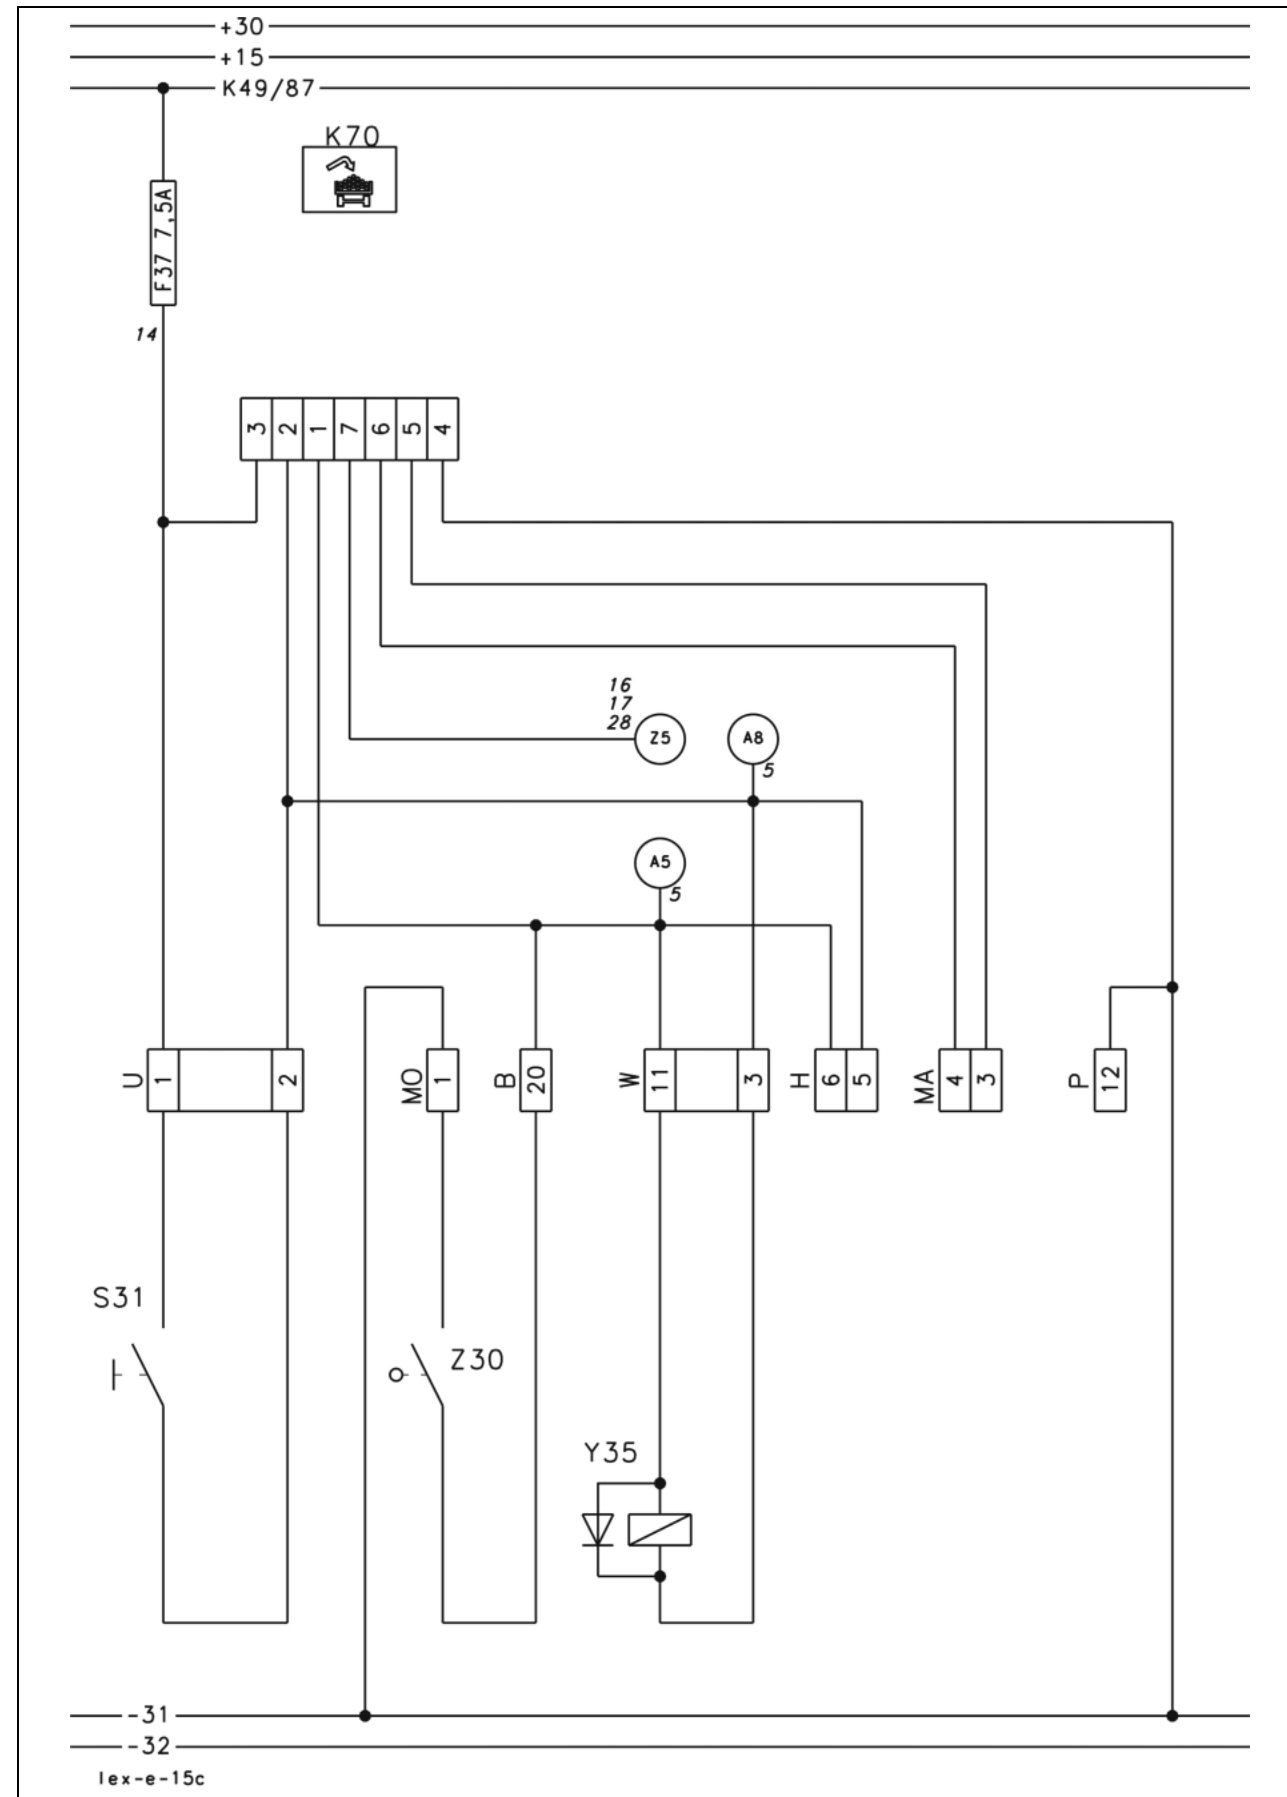 +30
+15
K49/87
K70
F37 7,5A
14
3 2 1 7 6 5 4
16
17
28
Z5
A8
5
A5
5
U 1 2
MO 1
B 20
W 11 3
H 6 5
MA 4 3
P 12
S31
Z30
Y35
-31
-32
lex-e-15c